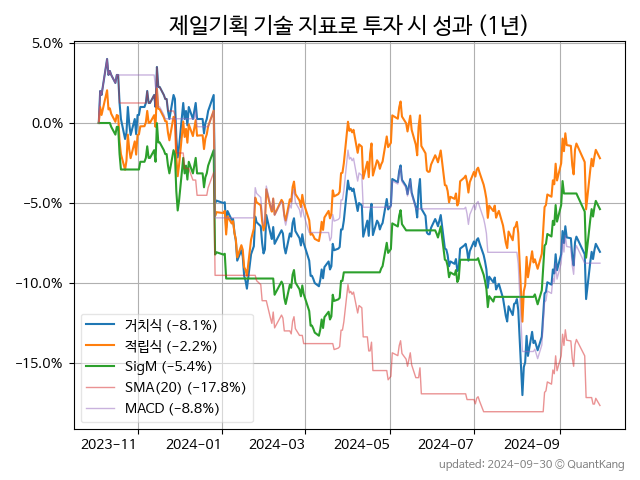 제일기획 기술 지표로 투자 시 성과 (1년)
5.0%
0.0%
−5.0%
−10.0%
−15.0%
거치식 (−8.1%)
적립식 (−2.2%)
SigM (−5.4%)
SMA(20) (−17.8%)
MACD (−8.8%)
2023−11 2024−01 2024−03 2024−05 2024−07 2024−09
updated: 2024−09−30 © QuantKang